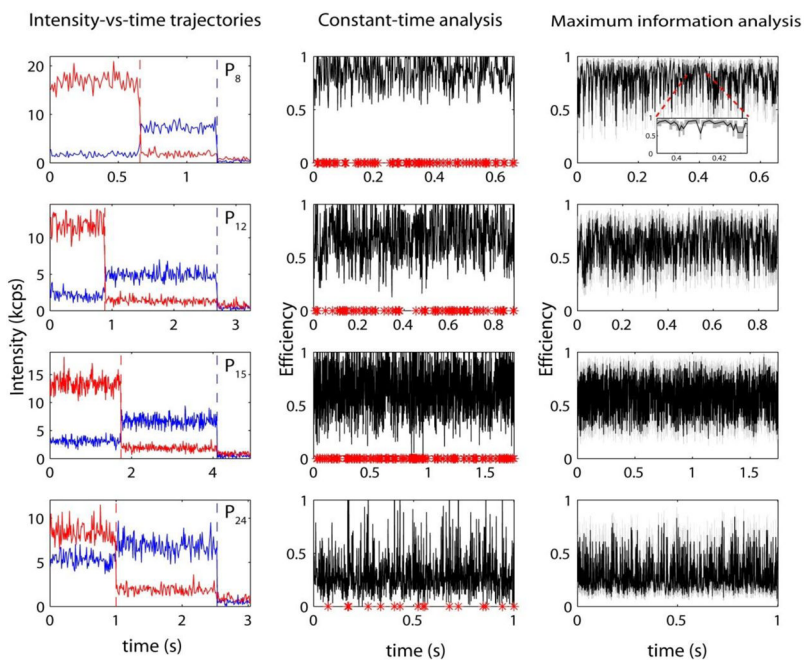 Intensity-vs-time trajectories
Constant-time analysis
Maximum information analysis
Intensity (kcps)
Efficiency
Efficiency
P8
20
15
10
5
0
0 0.5 1
1
0.5
0
0 0.2 0.4 0.6
1
0.5
0
0 0.2 0.4 0.6
0.5
0
0.4 0.42
P12
10
5
0
0 1 2 3
1
0.5
0
0 0.2 0.4 0.6 0.8
1
0.5
0
0 0.2 0.4 0.6 0.8
P15
15
10
5
0
0 2 4
1
0.5
0
0 0.5 1 1.5
1
0.5
0
0 0.5 1 1.5
P24
10
5
0
0 1 2 3
1
0.5
0
0 0.5 1
1
0.5
0
0 0.5 1
time (s)
time (s)
time (s)